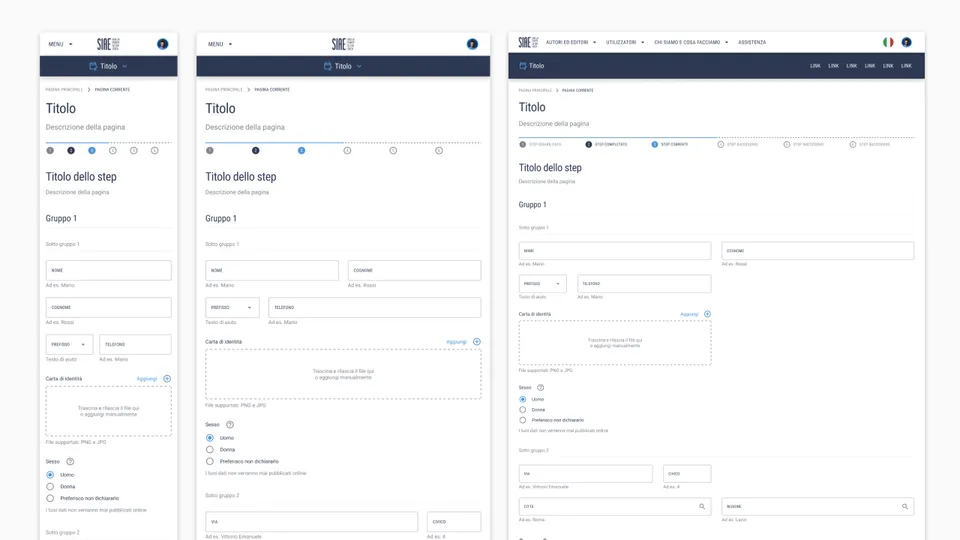 MENU
SIAE
Titolo
PAGINA PRINCIPALE > PAGINA CORRENTE
Titolo
Descrizione della pagina
1 2 3 4 5 6
Titolo dello step
Descrizione della pagina
Gruppo 1
Sotto gruppo 1
NOME
Ad es. Mario
COGNOME
Ad es. Rossi
PREFISSO TELEFONO
Testo di aiuto Ad es. Mario
Carta di identità Aggiungi
Trascina e rilascia il file qui
o aggiungi manualmente
File supportati: PNG e JPG
Sesso ?
Uomo
Donna
Preferisco non dichiararlo
I tuoi dati non verranno mai pubblicati online
Sotto gruppo 2
MENU
SIAE
Titolo
PAGINA PRINCIPALE > PAGINA CORRENTE
Titolo
Descrizione della pagina
Titolo dello step
Descrizione della pagina
Gruppo 1
Sotto gruppo 1
NOME COGNOME
Ad es. Mario Ad es. Rossi
PREFISSO TELEFONO
Testo di aiuto Ad es. Mario
Carta di identità Aggiungi
Trascina e rilascia il file qui
o aggiungi manualmente
File supportati: PNG e JPG
Sesso ?
Uomo
Donna
Preferisco non dichiararlo
I tuoi dati non verranno mai pubblicati online
Sotto gruppo 2
VIA CIVICO
Ad es. Vittorio Emanuele Ad es. 4
SIAE AUTORI ED EDITORI UTILIZZATORI CHI SIAMO E COSA FACCIAMO ASSISTENZA
Titolo LINK LINK LINK LINK LINK LINK
PAGINA PRINCIPALE > PAGINA CORRENTE
Titolo
Descrizione della pagina
STEP COMPLETATO STEP CORRENTE STEP SUCCESSIVO STEP SUCCESSIVO STEP SUCCESSIVO
Titolo dello step
Descrizione della pagina
Gruppo 1
Sotto gruppo 1
NOME COGNOME
Ad es. Mario Ad es. Rossi
PREFISSO TELEFONO
Testo di aiuto Ad es. Mario
Carta di identità Aggiungi
Trascina e rilascia il file qui
o aggiungi manualmente
File supportati: PNG e JPG
Sesso ?
Uomo
Donna
Preferisco non dichiararlo
I tuoi dati non verranno mai pubblicati online
Sotto gruppo 2
VIA CIVICO
Ad es. Vittorio Emanuele Ad es. 4
CITTÀ REGIONE
Ad es. Roma Ad es. Lazio